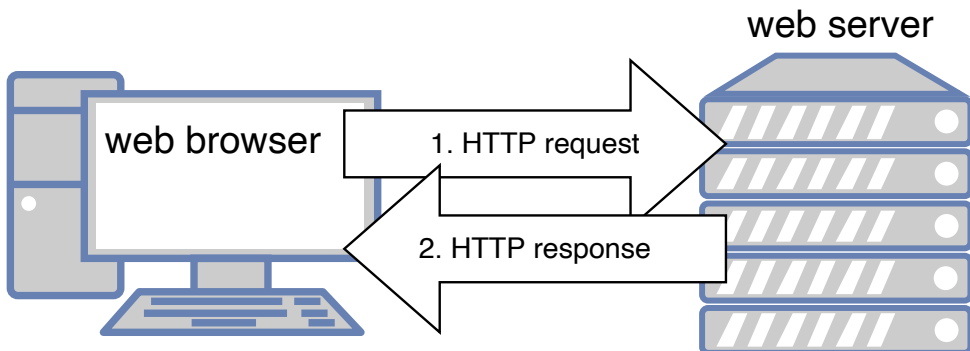 web server
web browser
1. HTTP request
2. HTTP response